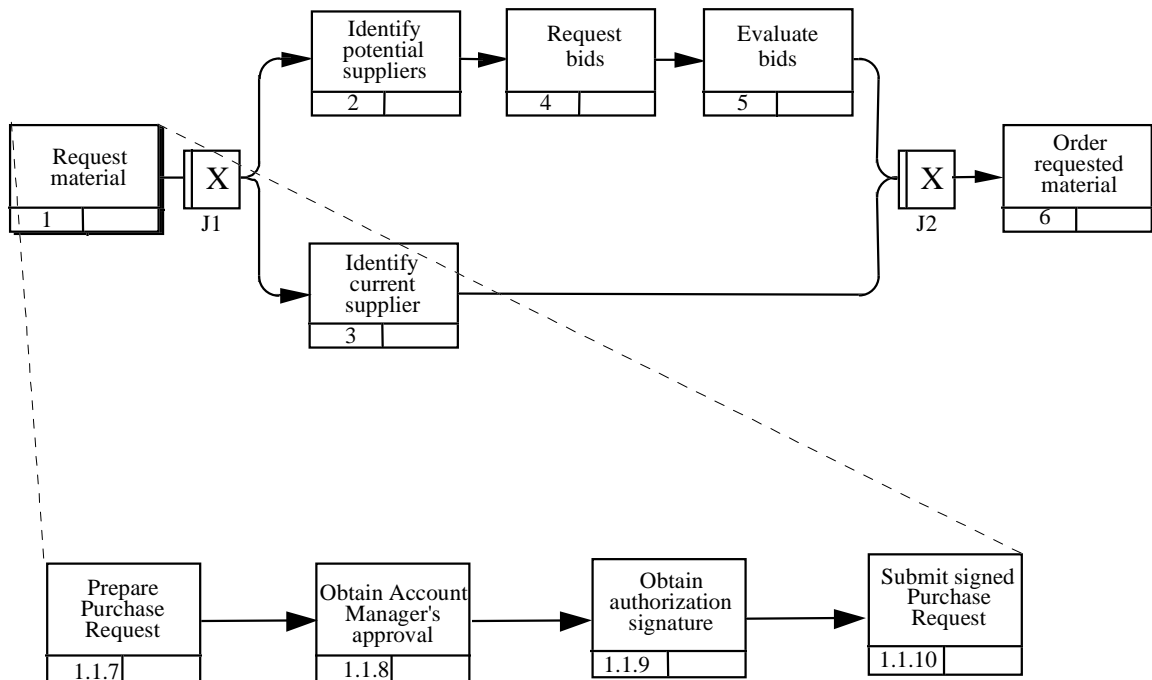 Identify
potential
suppliers
2
Request
bids
4
Evaluate
bids
5
Request
material
1
X
J1
X
J2
Order
requested
material
6
Identify
current
supplier
3
Prepare
Purchase
Request
1.1.7
Obtain Account
Manager's
approval
1.1.8
Obtain
authorization
signature
1.1.9
Submit signed
Purchase
Request
1.1.10